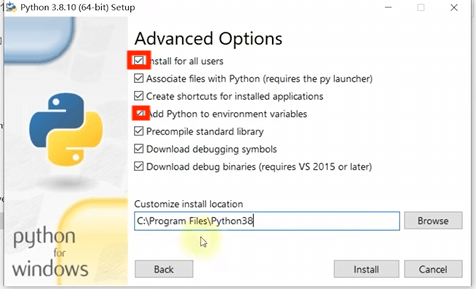 Python 3.8.10 (64-bit) Setup
Advanced Options
Install for all users
Associate files with Python (requires the py launcher)
Create shortcuts for installed applications
Add Python to environment variables
Precompile standard library
Download debugging symbols
Download debug binaries (requires VS 2015 or later)
Customize install location
C:\Program Files\Python38
Browse
python
for
windows
Back
Install
Cancel